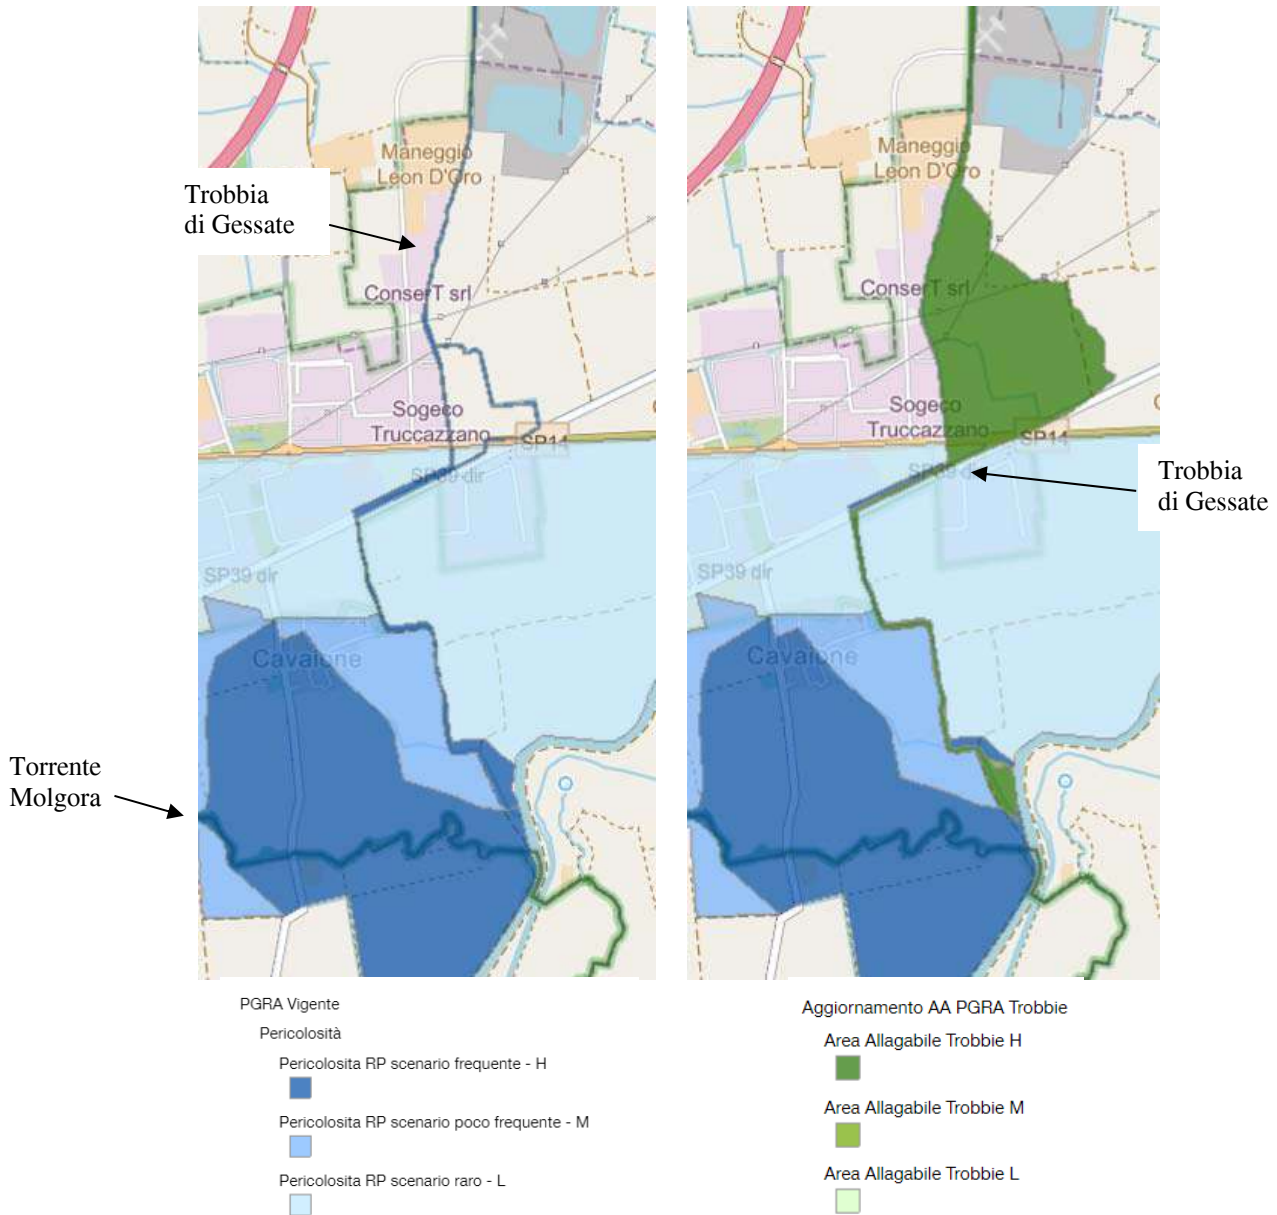 Maneggio
Leon D'Oro
Trobbia
di Gessate
ConserT srl
Sogeco
Truccazzano
SP14
SP39 dir
SP39 dir
Cavaione
Torrente
Molgora
Maneggio
Leon D'Oro
ConserT srl
Sogeco
Truccazzano
SP14
SP39 dir
Trobbia
di Gessate
SP39 dir
Cavaione
PGRA Vigente
Pericolosità
Pericolosita RP scenario frequente - H
Pericolosita RP scenario poco frequente - M
Pericolosita RP scenario raro - L
Aggiornamento AA PGRA Trobbie
Area Allagabile Trobbie H
Area Allagabile Trobbie M
Area Allagabile Trobbie L